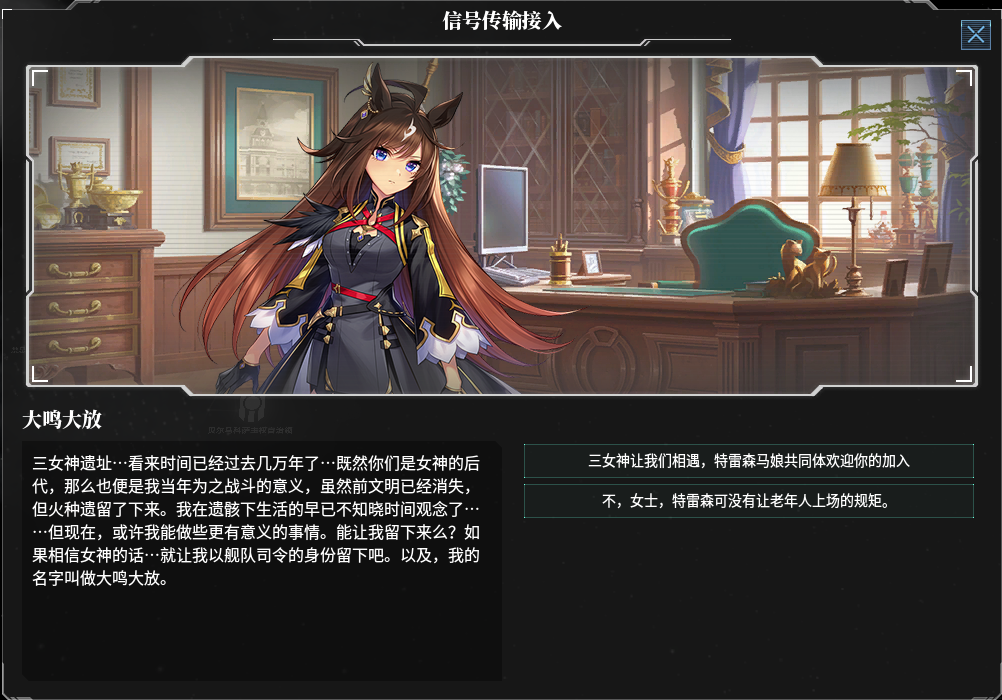 信号传输接入
大鸣大放
三女神遗址…看来时间已经过去几万年了…既然你们是女神的后
代，那么也便是我当年为之战斗的意义，虽然前文明已经消失，
但火种遗留了下来。我在遗骸下生活的早已不知晓时间观念了…
…但现在，或许我能做些更有意义的事情。能让我留下来么？如
果相信女神的话…就让我以舰队司令的身份留下吧。以及，我的
名字叫做大鸣大放。
三女神让我们相遇，特雷森马娘共同体欢迎你的加入
不，女士，特雷森可没有让老年人上场的规矩。